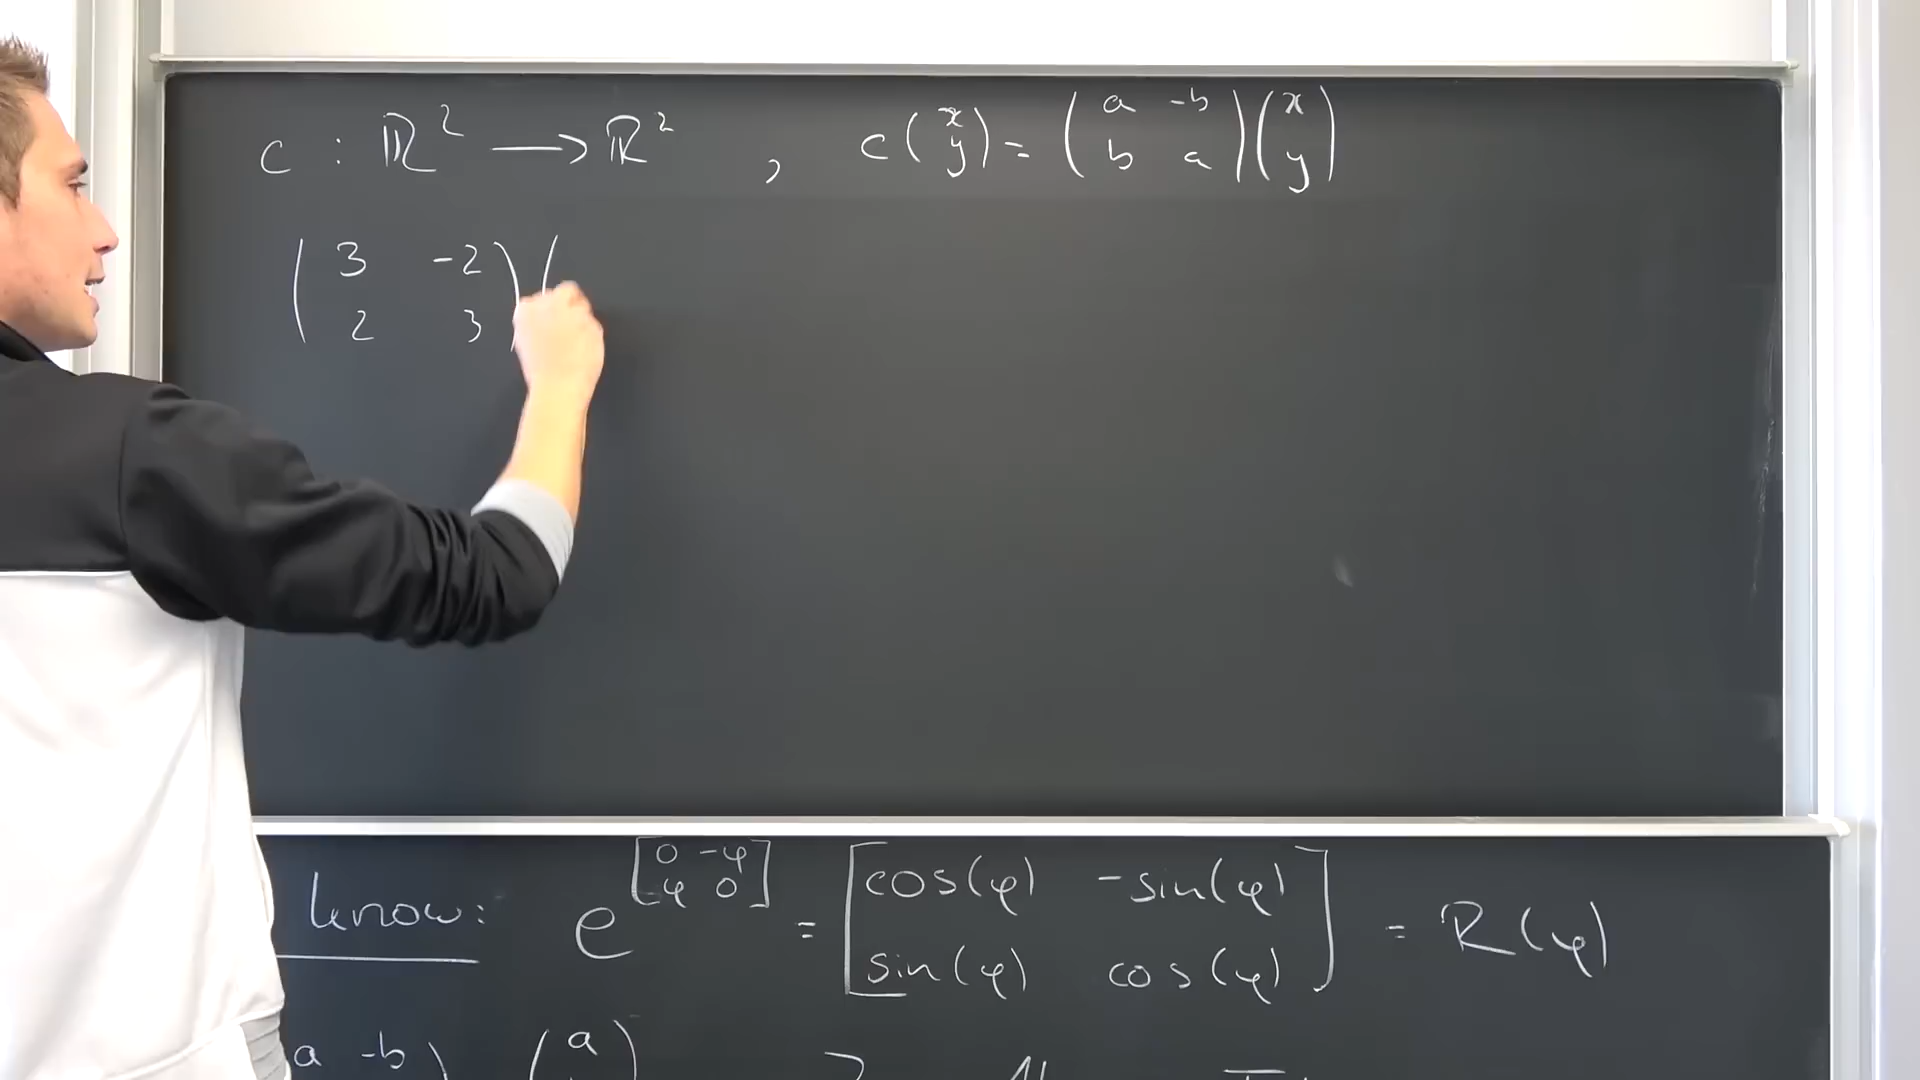 c : ℝ² ⟶ ℝ² , c(x y) = (a -b b a)(x y)
(3 -2 2 3)(
know: e^[0 -φ φ 0] = [cos(φ) -sin(φ) sin(φ) cos(φ)] = R(φ)
a -b) (a)